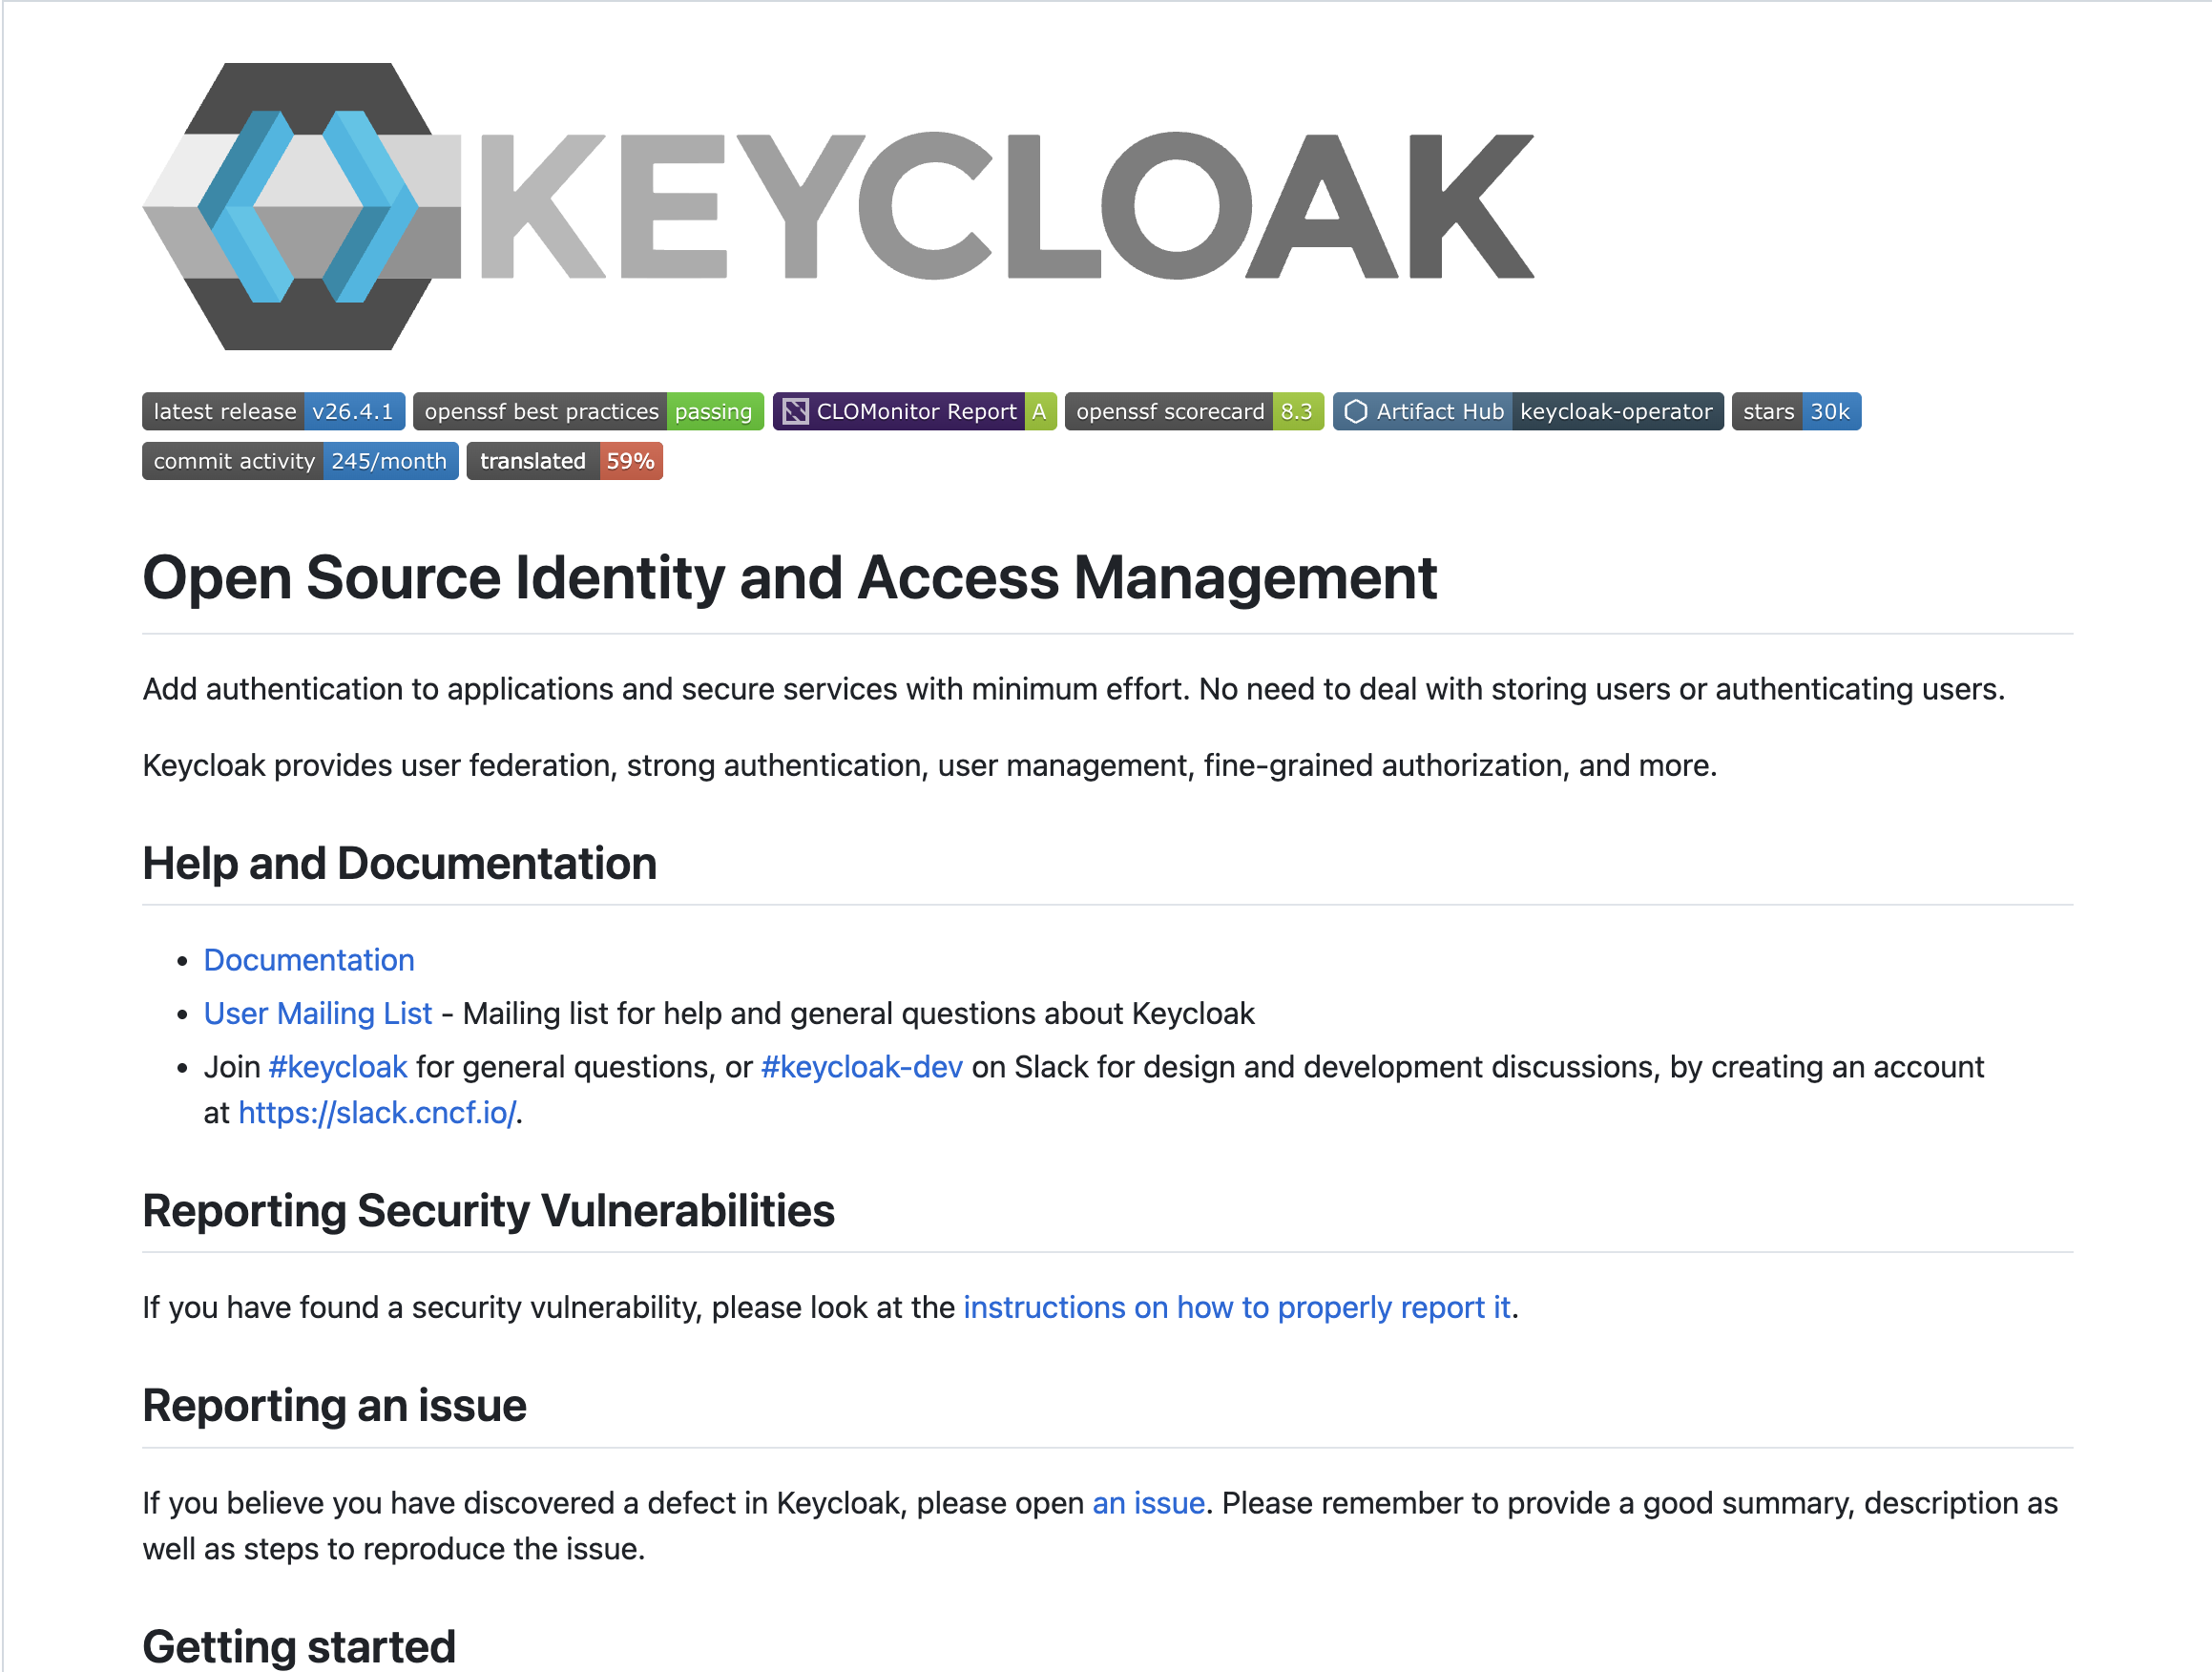 KEYCLOAK
latest release v26.4.1 openssf best practices passing CLOMonitor Report A openssf scorecard 8.3 Artifact Hub keycloak-operator stars 30k
commit activity 245/month translated 59%
Open Source Identity and Access Management
Add authentication to applications and secure services with minimum effort. No need to deal with storing users or authenticating users.
Keycloak provides user federation, strong authentication, user management, fine-grained authorization, and more.
Help and Documentation
• Documentation
• User Mailing List - Mailing list for help and general questions about Keycloak
• Join #keycloak for general questions, or #keycloak-dev on Slack for design and development discussions, by creating an account
at https://slack.cncf.io/.
Reporting Security Vulnerabilities
If you have found a security vulnerability, please look at the instructions on how to properly report it.
Reporting an issue
If you believe you have discovered a defect in Keycloak, please open an issue. Please remember to provide a good summary, description as
well as steps to reproduce the issue.
Getting started